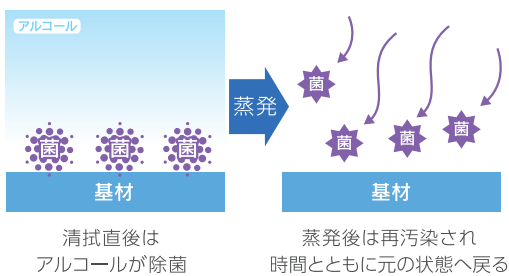 アルコール
菌 菌 菌
基材
清拭直後は
アルコールが除菌
蒸発
菌
菌
菌
菌
基材
蒸発後は再汚染され
時間とともに元の状態へ戻る